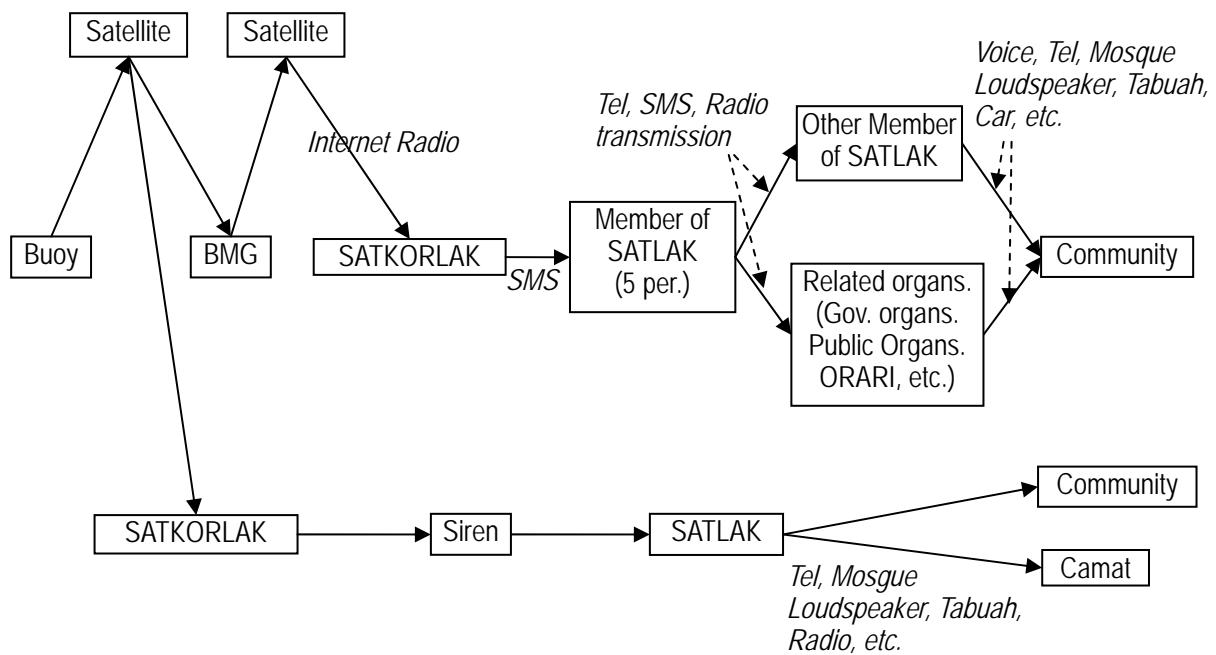 Satellite
Satellite
Voice, Tel, Mosque
Loudspeaker, Tabuah,
Car, etc.
Tel, SMS, Radio
transmission
Other Member
of SATLAK
Internet Radio
Buoy
BMG
SATKORLAK
SMS
Member of
SATLAK
(5 per.)
Community
Related organs.
(Gov. organs.
Public Organs.
ORARI, etc.)
SATKORLAK
Siren
SATLAK
Community
Camat
Tel, Mosgue
Loudspeaker, Tabuah,
Radio, etc.